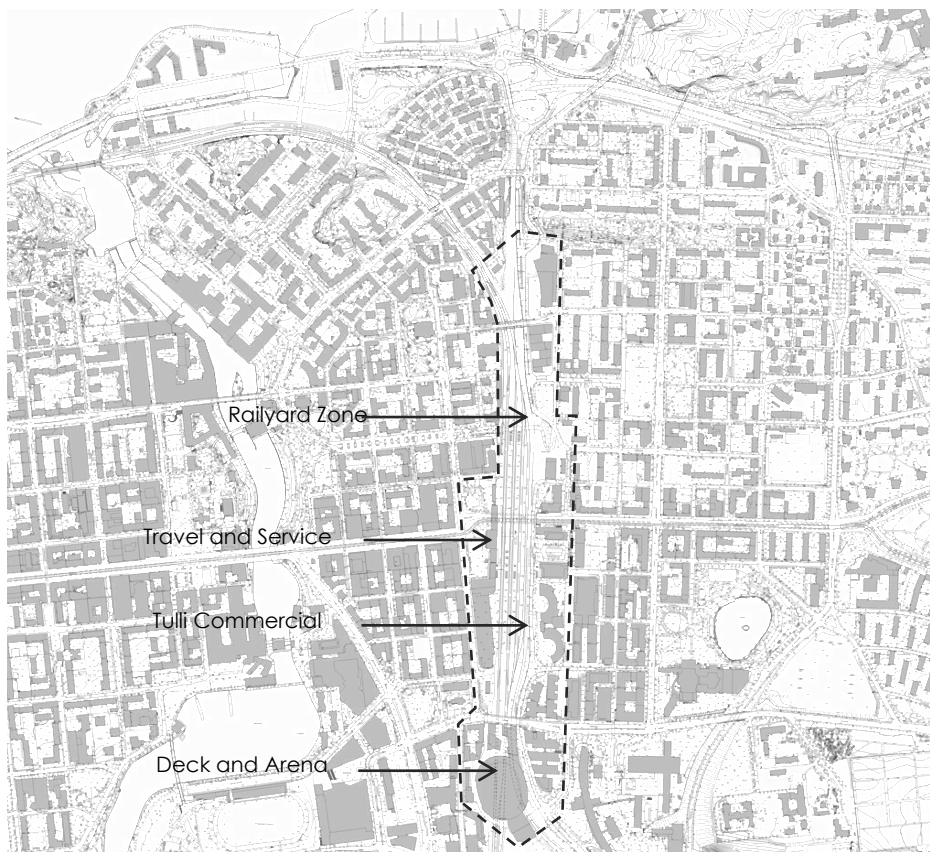 Railyard Zone
Travel and Service
Tulli Commercial
Deck and Arena